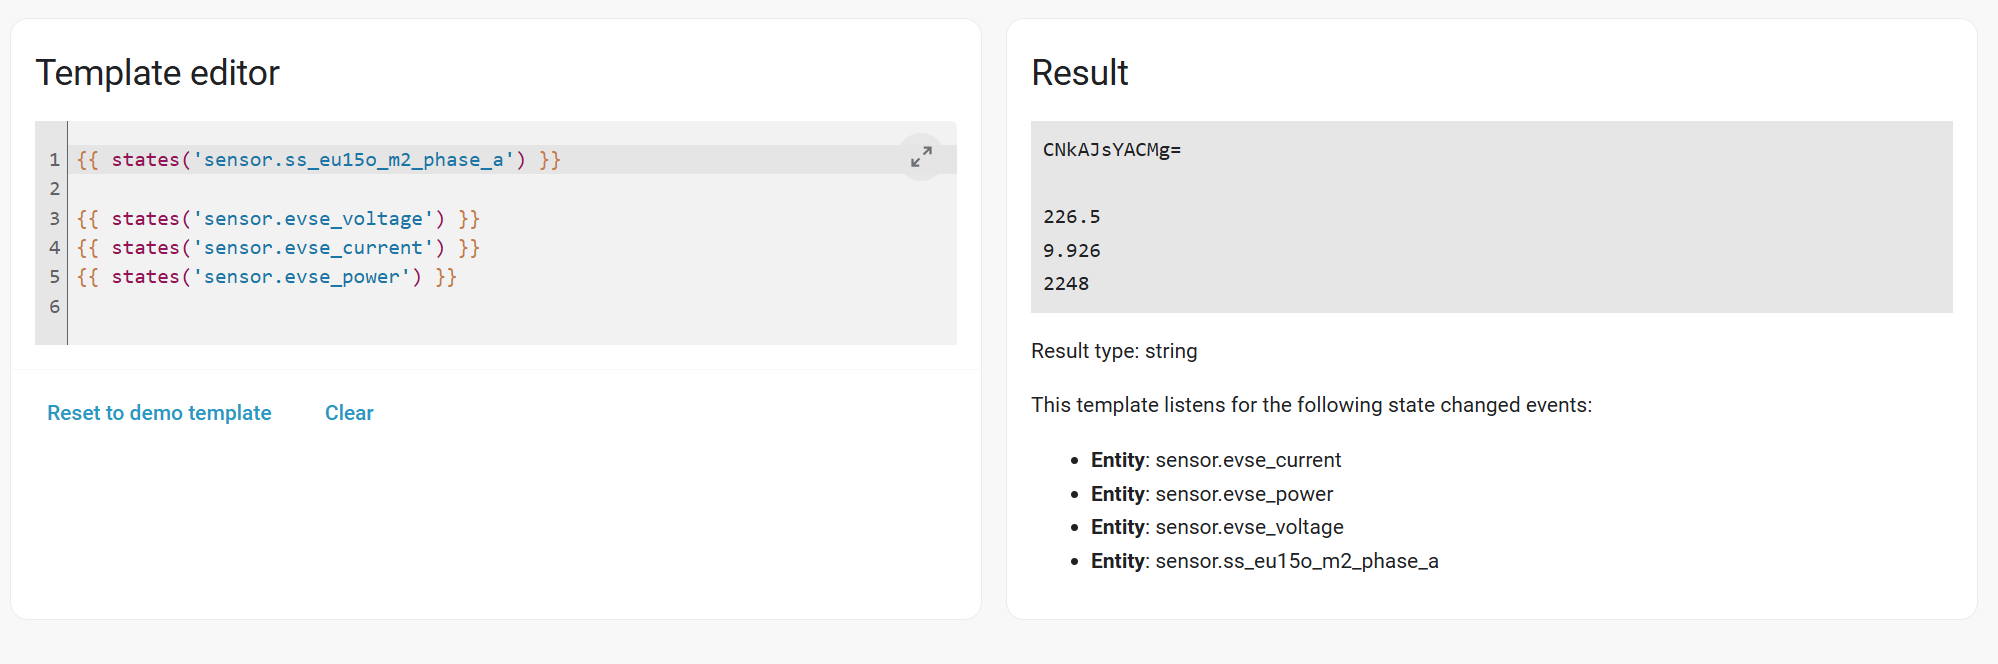 Template editor
1 {{ states('sensor.ss_eu15o_m2_phase_a') }}
2
3 {{ states('sensor.evse_voltage') }}
4 {{ states('sensor.evse_current') }}
5 {{ states('sensor.evse_power') }}
6
Reset to demo template Clear
Result
CNkAJsYACMg=
226.5
9.926
2248
Result type: string
This template listens for the following state changed events:
• Entity: sensor.evse_current
• Entity: sensor.evse_power
• Entity: sensor.evse_voltage
• Entity: sensor.ss_eu15o_m2_phase_a